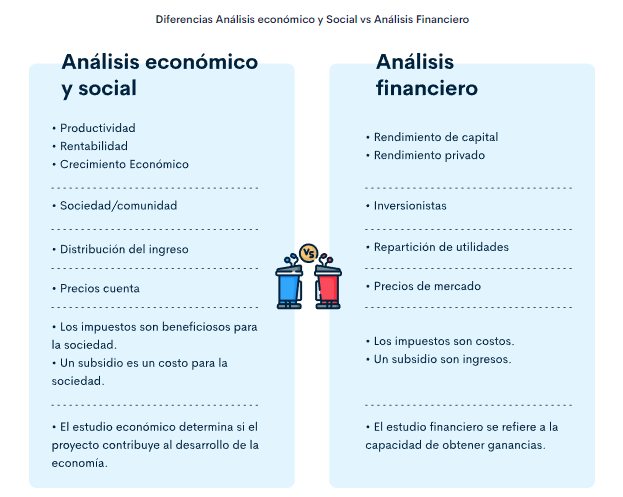 Diferencias Análisis económico y Social vs Análisis Financiero
Análisis económico
y social
• Productividad
• Rentabilidad
• Crecimiento Económico
• Sociedad/comunidad
• Distribución del ingreso
• Precios cuenta
• Los impuestos son beneficiosos para
la sociedad.
• Un subsidio es un costo para la
sociedad.
• El estudio económico determina si el
proyecto contribuye al desarrollo de la
economía.
VS
Análisis
financiero
• Rendimiento de capital
• Rendimiento privado
• Inversionistas
• Repartición de utilidades
• Precios de mercado
• Los impuestos son costos.
• Un subsidio son ingresos.
• El estudio financiero se refiere a la
capacidad de obtener ganancias.